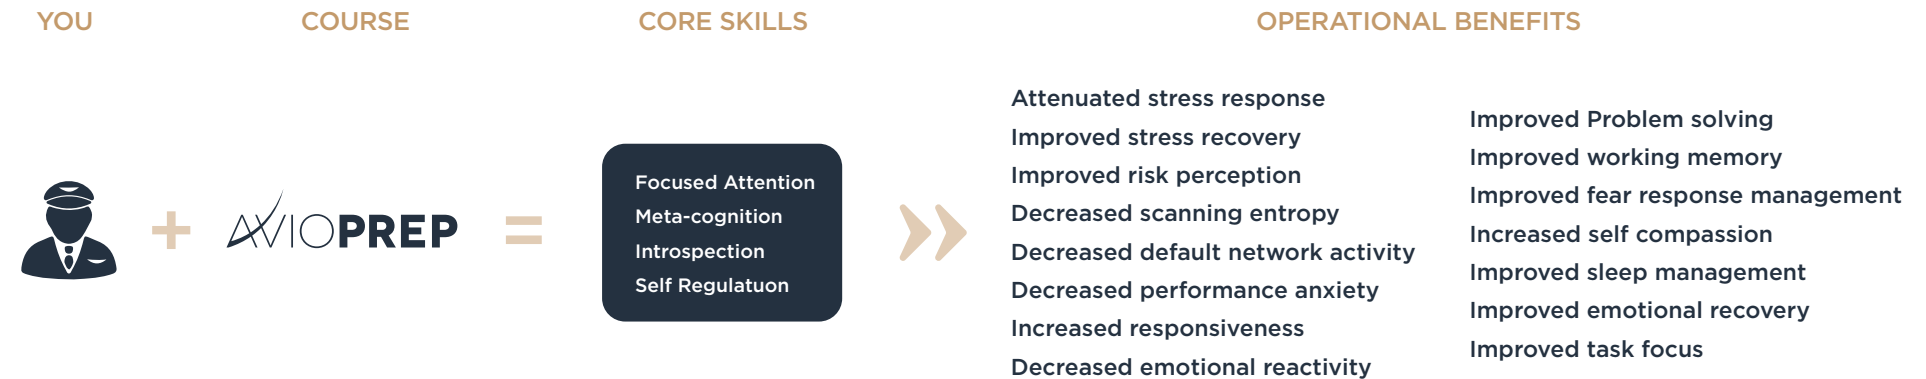 YOU
COURSE
CORE SKILLS
OPERATIONAL BENEFITS
AVIOPREP
Focused Attention
Meta-cognition
Introspection
Self Regulatuon
Attenuated stress response
Improved stress recovery
Improved risk perception
Decreased scanning entropy
Decreased default network activity
Decreased performance anxiety
Increased responsiveness
Decreased emotional reactivity
Improved Problem solving
Improved working memory
Improved fear response management
Increased self compassion
Improved sleep management
Improved emotional recovery
Improved task focus